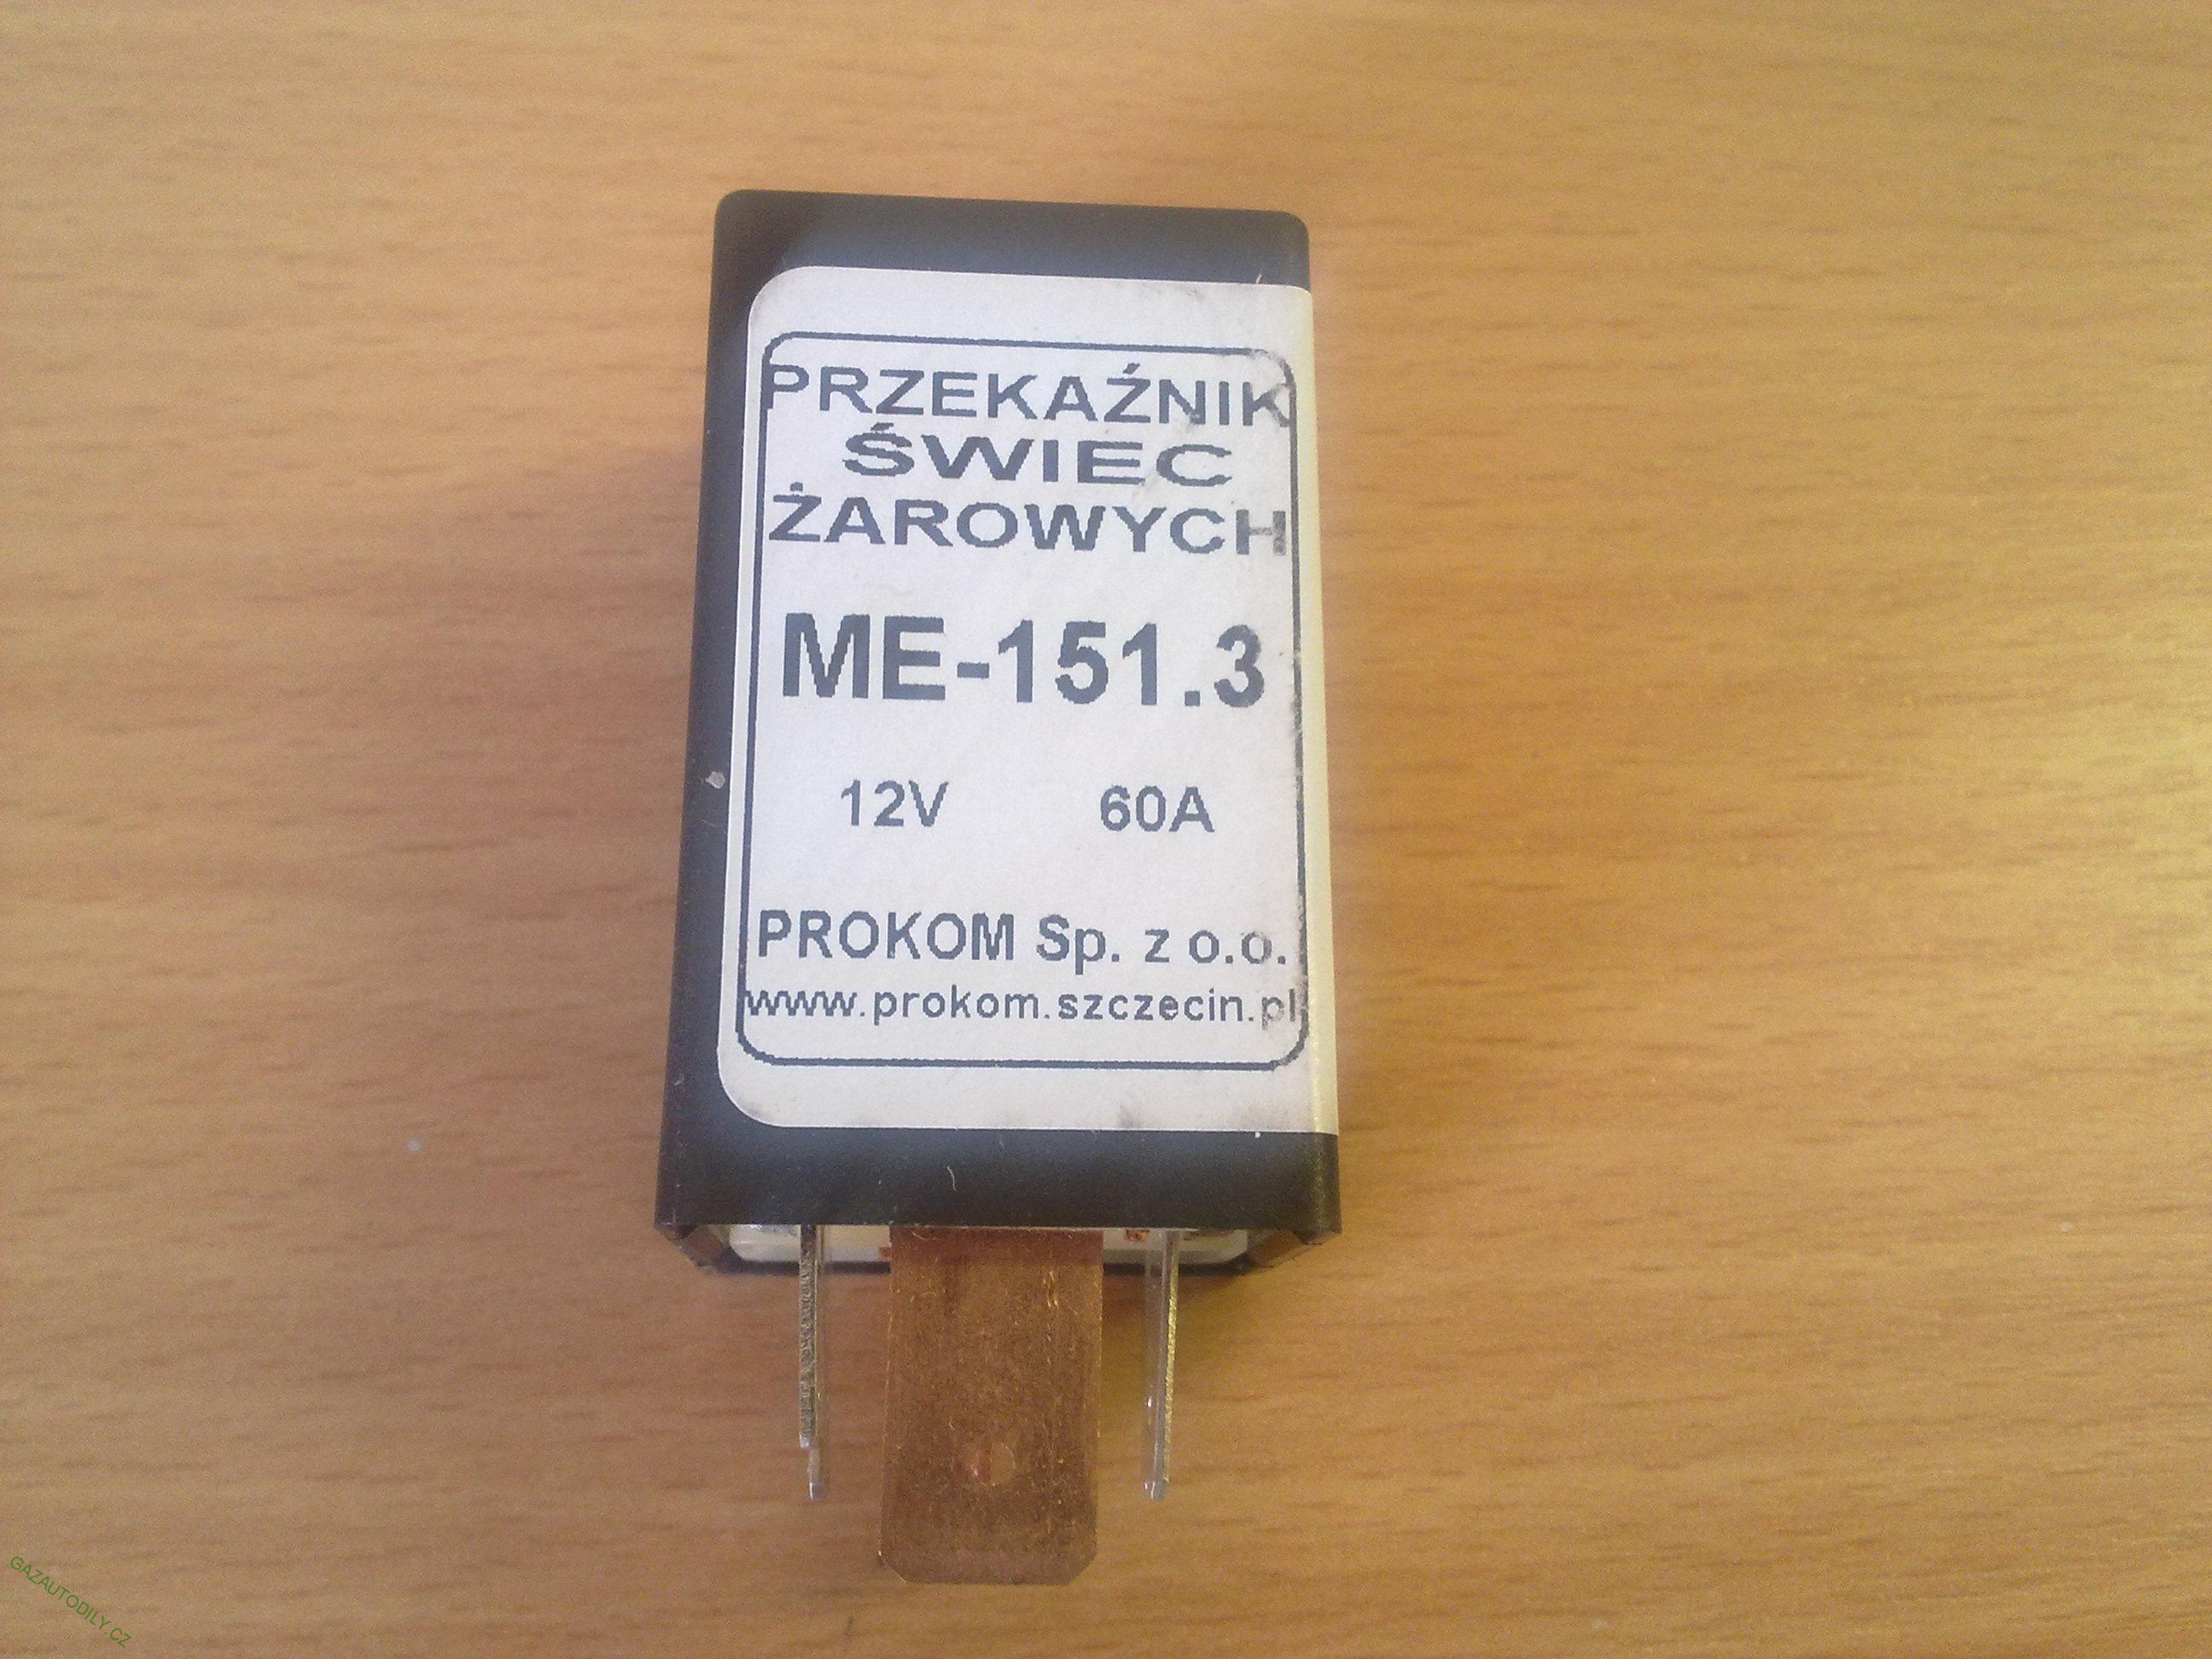 PRZEKAŹNIK
ŚWIEC
ŻAROWYCH
ME-151.3
12V 60A
PROKOM Sp. z o.o.
www.prokom.szczecin.pl
GAZAUTODILY.CZ